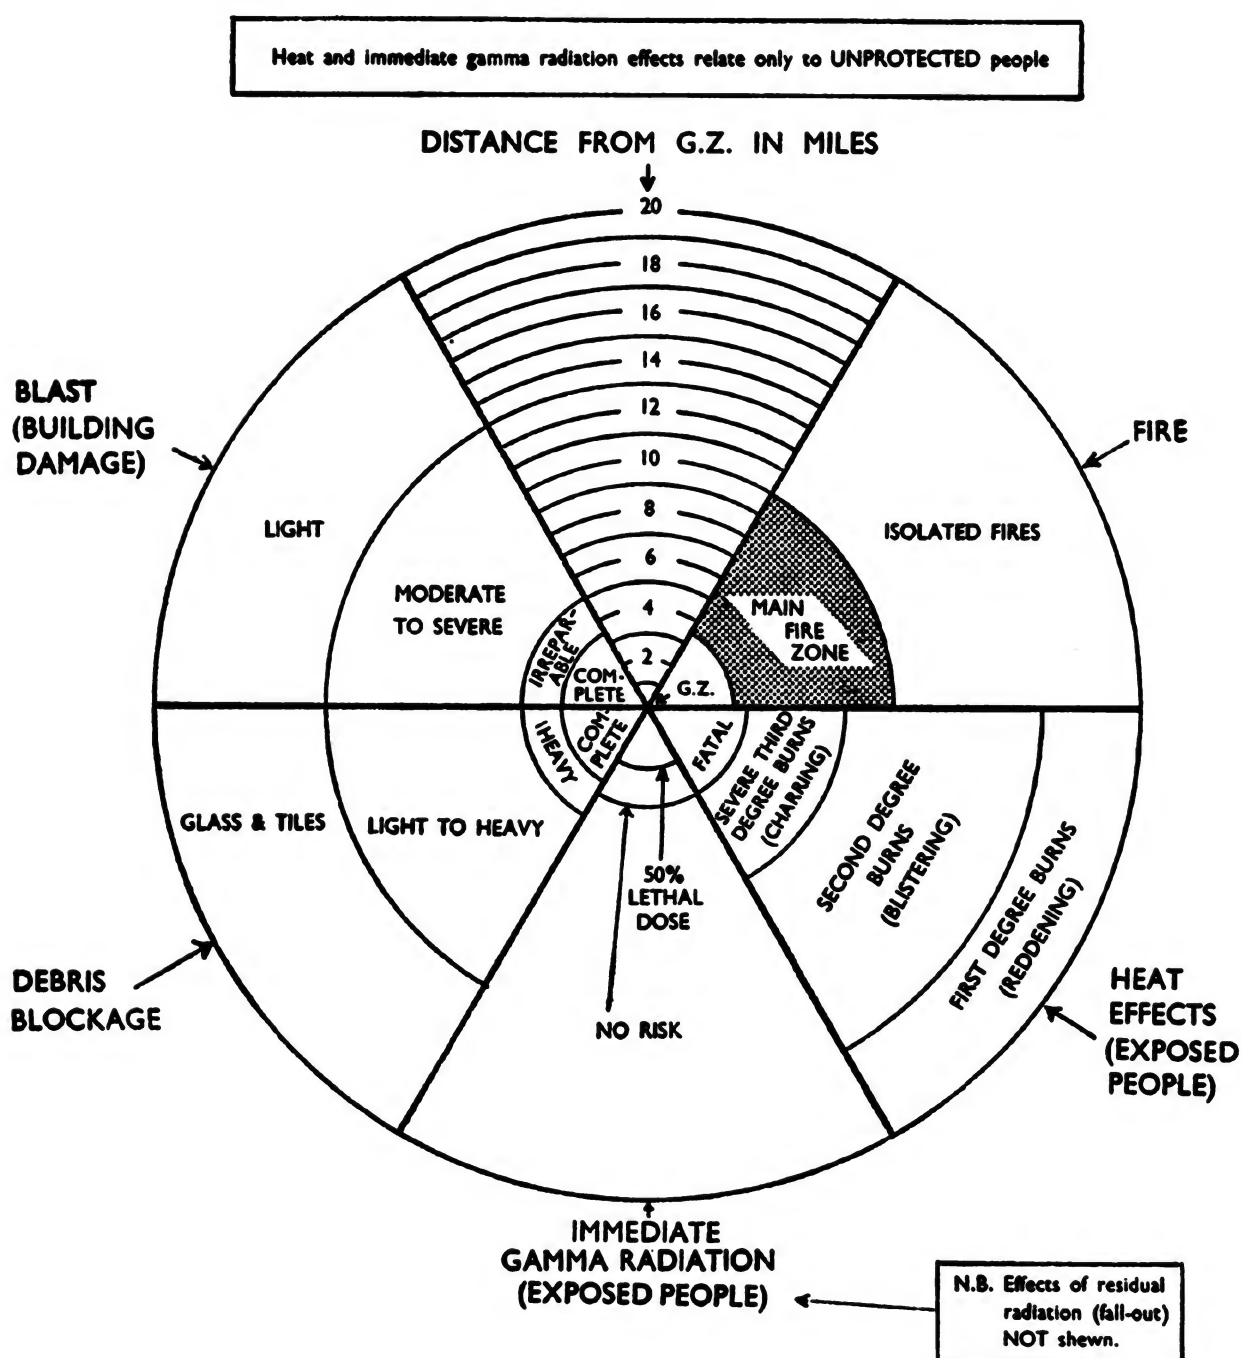 Heat and immediate gamma radiation effects relate only to UNPROTECTED people
DISTANCE FROM G.Z. IN MILES
20
18
16
14
12
10
8
6
4
2
G.Z.
BLAST
(BUILDING
DAMAGE)
LIGHT
MODERATE
TO SEVERE
IRREPAR-
ABLE
COM-
PLETE
FIRE
ISOLATED FIRES
MAIN
FIRE
ZONE
DEBRIS
BLOCKAGE
GLASS & TILES
LIGHT TO HEAVY
HEAVY
COM-
PLETE
50%
LETHAL
DOSE
NO RISK
FATAL
SEVERE THIRD
DEGREE BURNS
(CHARRING)
SECOND DEGREE
BURNS
(BLISTERING)
FIRST DEGREE BURNS
(REDDENING)
HEAT
EFFECTS
(EXPOSED
PEOPLE)
IMMEDIATE
GAMMA RADIATION
(EXPOSED PEOPLE)
N.B. Effects of residual
radiation (fall-out)
NOT shewn.